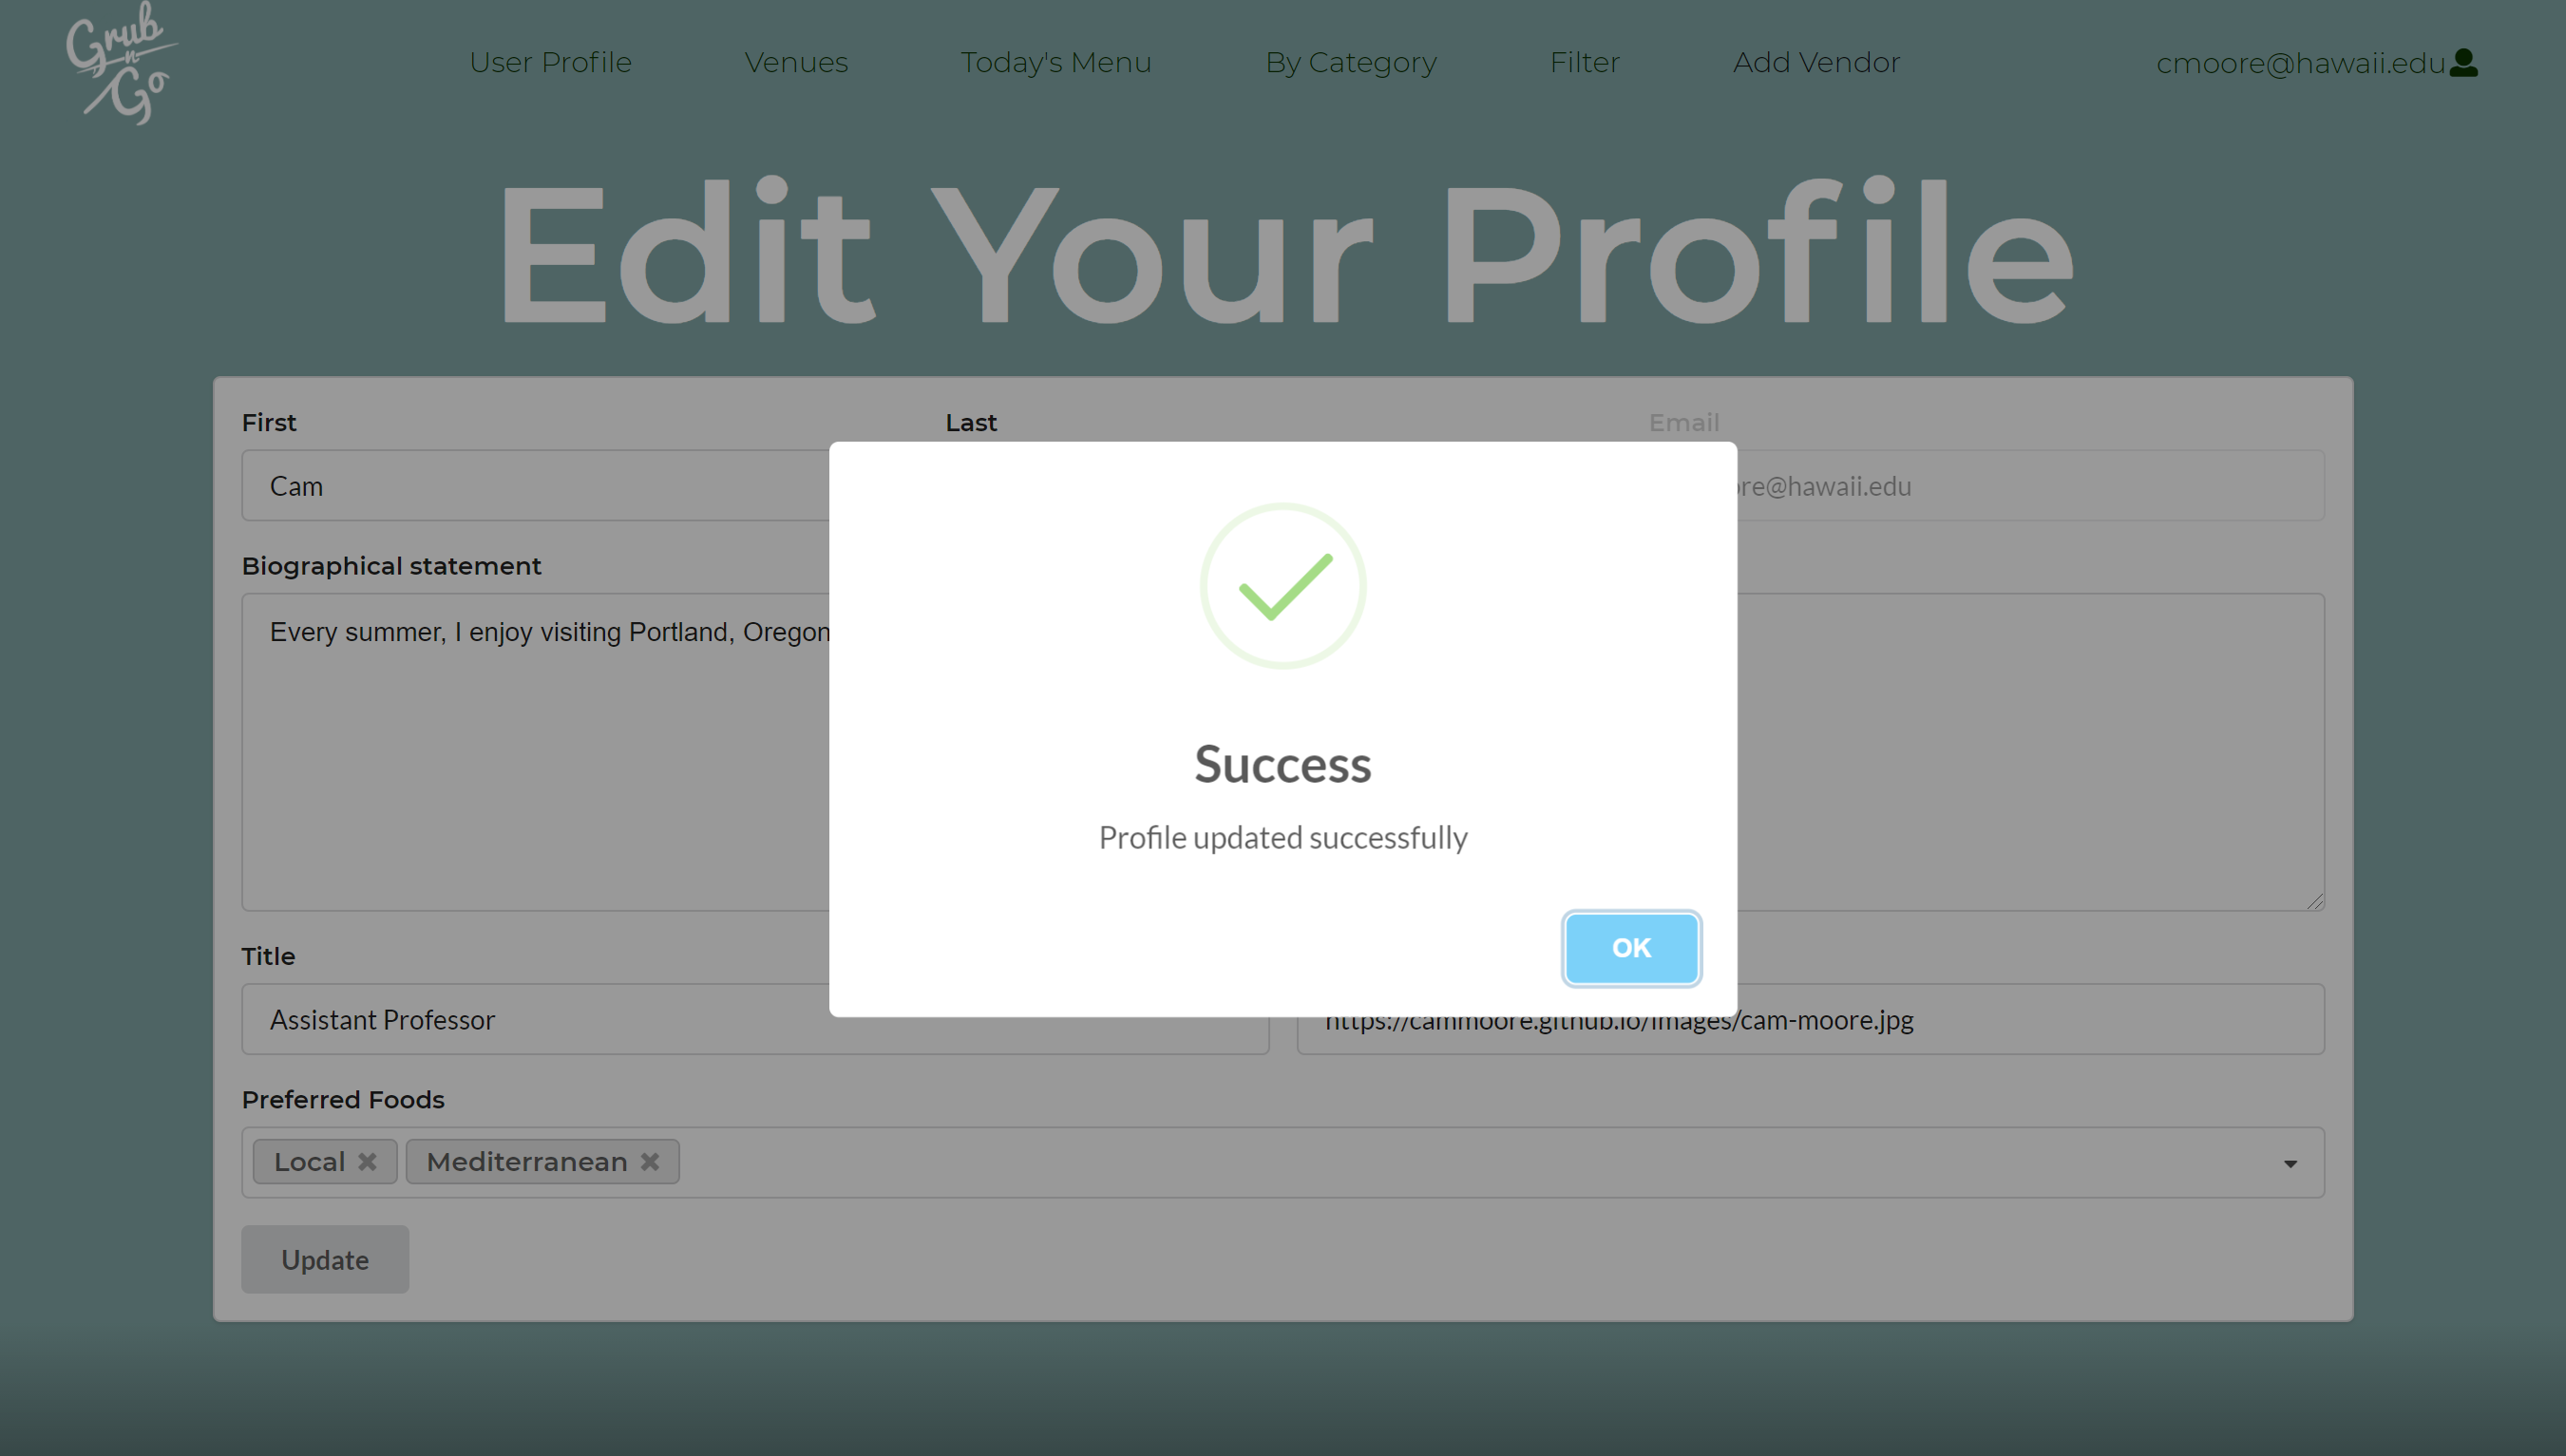 Grub
n
Go
User Profile Venues Today's Menu By Category Filter Add Vendor cmoore@hawaii.edu
Edit Your Profile
First Last Email
Cam re@hawaii.edu
Biographical statement
Every summer, I enjoy visiting Portland, Oregon
Success
Profile updated successfully
OK
Title
Assistant Professor https://cammoore.github.io/images/cam-moore.jpg
Preferred Foods
Local Mediterranean
Update